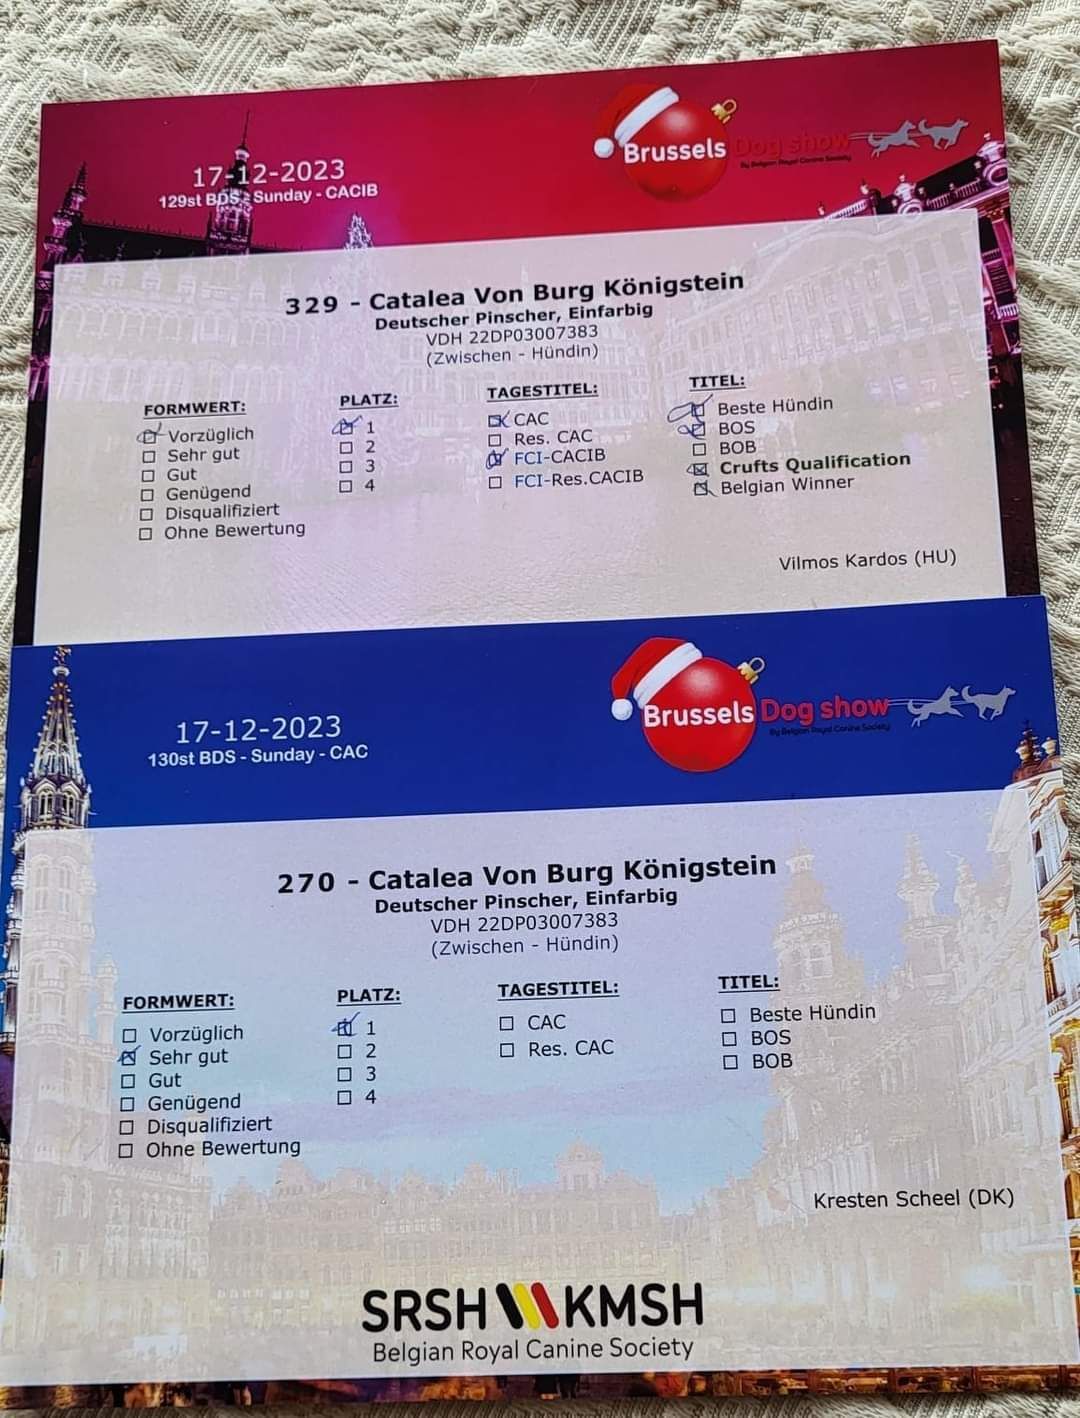 17-12-2023
129st BDS - Sunday - CACIB
Brussels Dog show
By Belgian Royal Canine Society
329 - Catalea Von Burg Königstein
Deutscher Pinscher, Einfarbig
VDH 22DP03007383
(Zwischen - Hündin)
FORMWERT:
Vorzüglich
Sehr gut
Gut
Genügend
Disqualifiziert
Ohne Bewertung
PLATZ:
1
2
3
4
TAGESTITEL:
CAC
Res. CAC
FCI-CACIB
FCI-Res.CACIB
TITEL:
Beste Hündin
BOS
BOB
Crufts Qualification
Belgian Winner
Vilmos Kardos (HU)
17-12-2023
130st BDS - Sunday - CAC
Brussels Dog show
By Belgian Royal Canine Society
270 - Catalea Von Burg Königstein
Deutscher Pinscher, Einfarbig
VDH 22DP03007383
(Zwischen - Hündin)
FORMWERT:
Vorzüglich
Sehr gut
Gut
Genügend
Disqualifiziert
Ohne Bewertung
PLATZ:
1
2
3
4
TAGESTITEL:
CAC
Res. CAC
TITEL:
Beste Hündin
BOS
BOB
Kresten Scheel (DK)
SRSH KMSH
Belgian Royal Canine Society